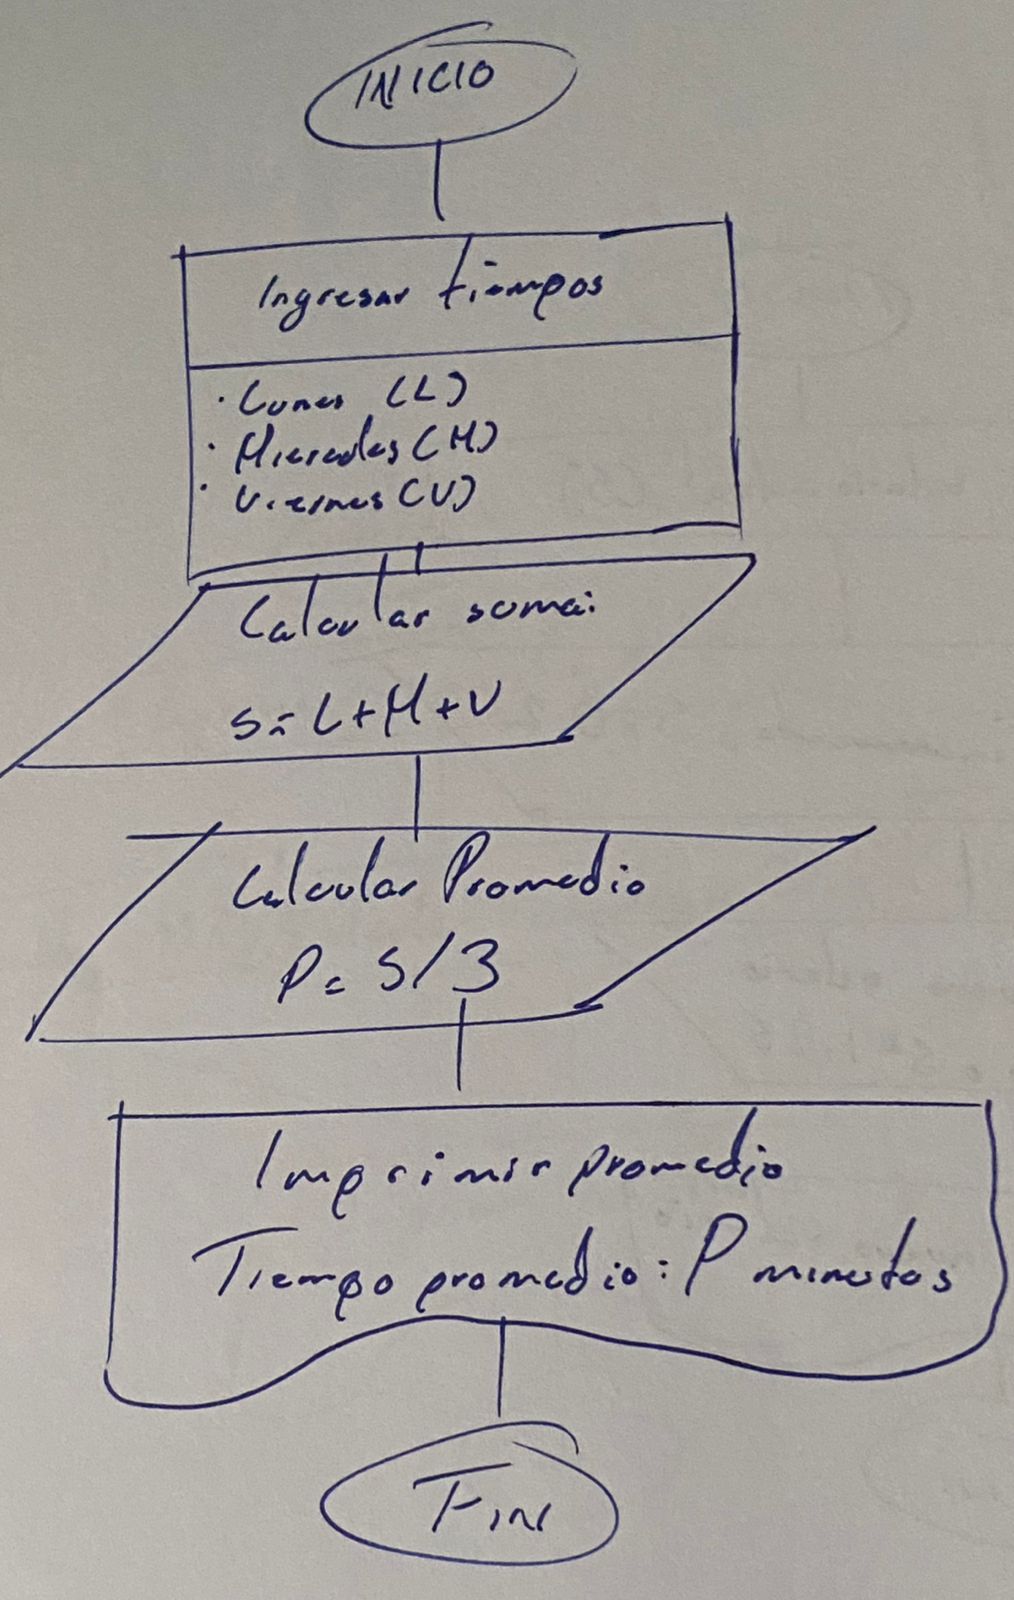 INICIO
Ingresar tiempos
· Lunes (L)
· Miercoles (M)
· Viernes (V)
Calcular suma:
S = L + M + V
Calcular Promedio
P = S / 3
Imprimir promedio
Tiempo promedio: P minutos
FIN